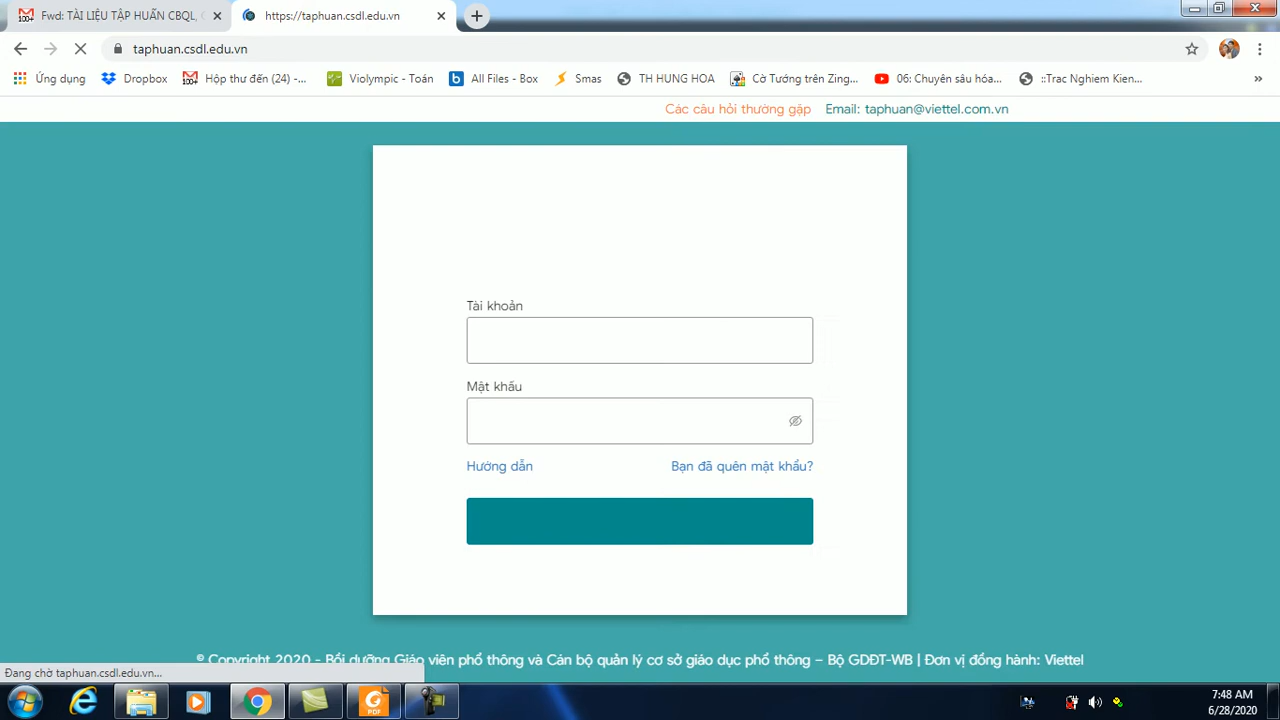 Fwd: TÀI LIỆU TẬP HUẤN CBQL,
https://taphuan.csdl.edu.vn
taphuan.csdl.edu.vn
Ứng dụng
Dropbox
Hộp thư đến (24) -...
Violympic - Toán
All Files - Box
Smas
TH HUNG HOA
Cờ Tướng trên Zing...
06: Chuyên sâu hóa...
::Trac Nghiem Kien...
Các câu hỏi thường gặp Email: taphuan@viettel.com.vn
Tài khoản
Mật khẩu
Hướng dẫn
Bạn đã quên mật khẩu?
© Copyright 2020 - Bồi dưỡng Giáo viên phổ thông và Cán bộ quản lý cơ sở giáo dục phổ thông – Bộ GDĐT-WB | Đơn vị đồng hành: Viettel
Đang chờ taphuan.csdl.edu.vn...
7:48 AM
6/28/2020